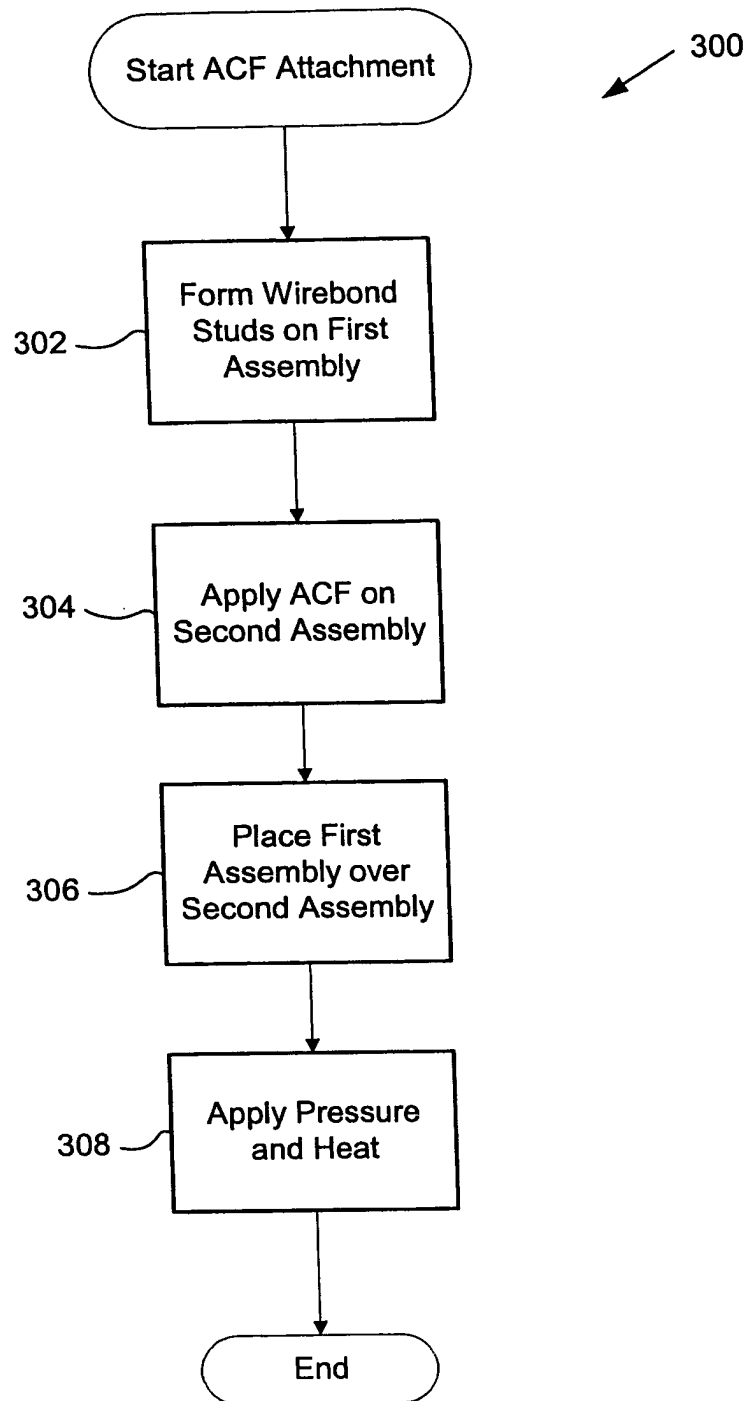 Start ACF Attachment
300
Form Wirebond
Studs on First
Assembly
302
Apply ACF on
Second Assembly
304
Place First
Assembly over
Second Assembly
306
Apply Pressure
and Heat
308
End